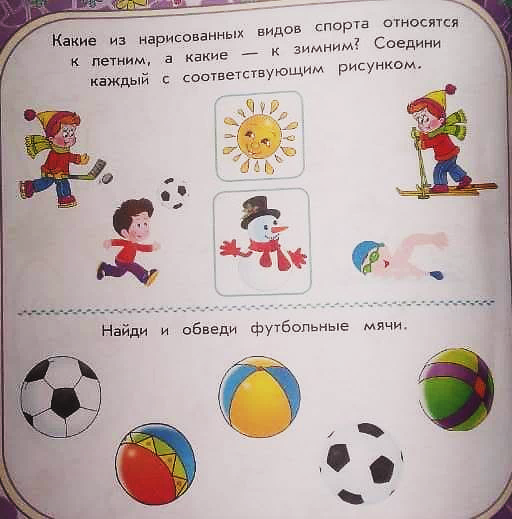 Какие из нарисованных видов спорта относятся
к летним, а какие — к зимним? Соедини
каждый с соответствующим рисунком.
Найди и обведи футбольные мячи.